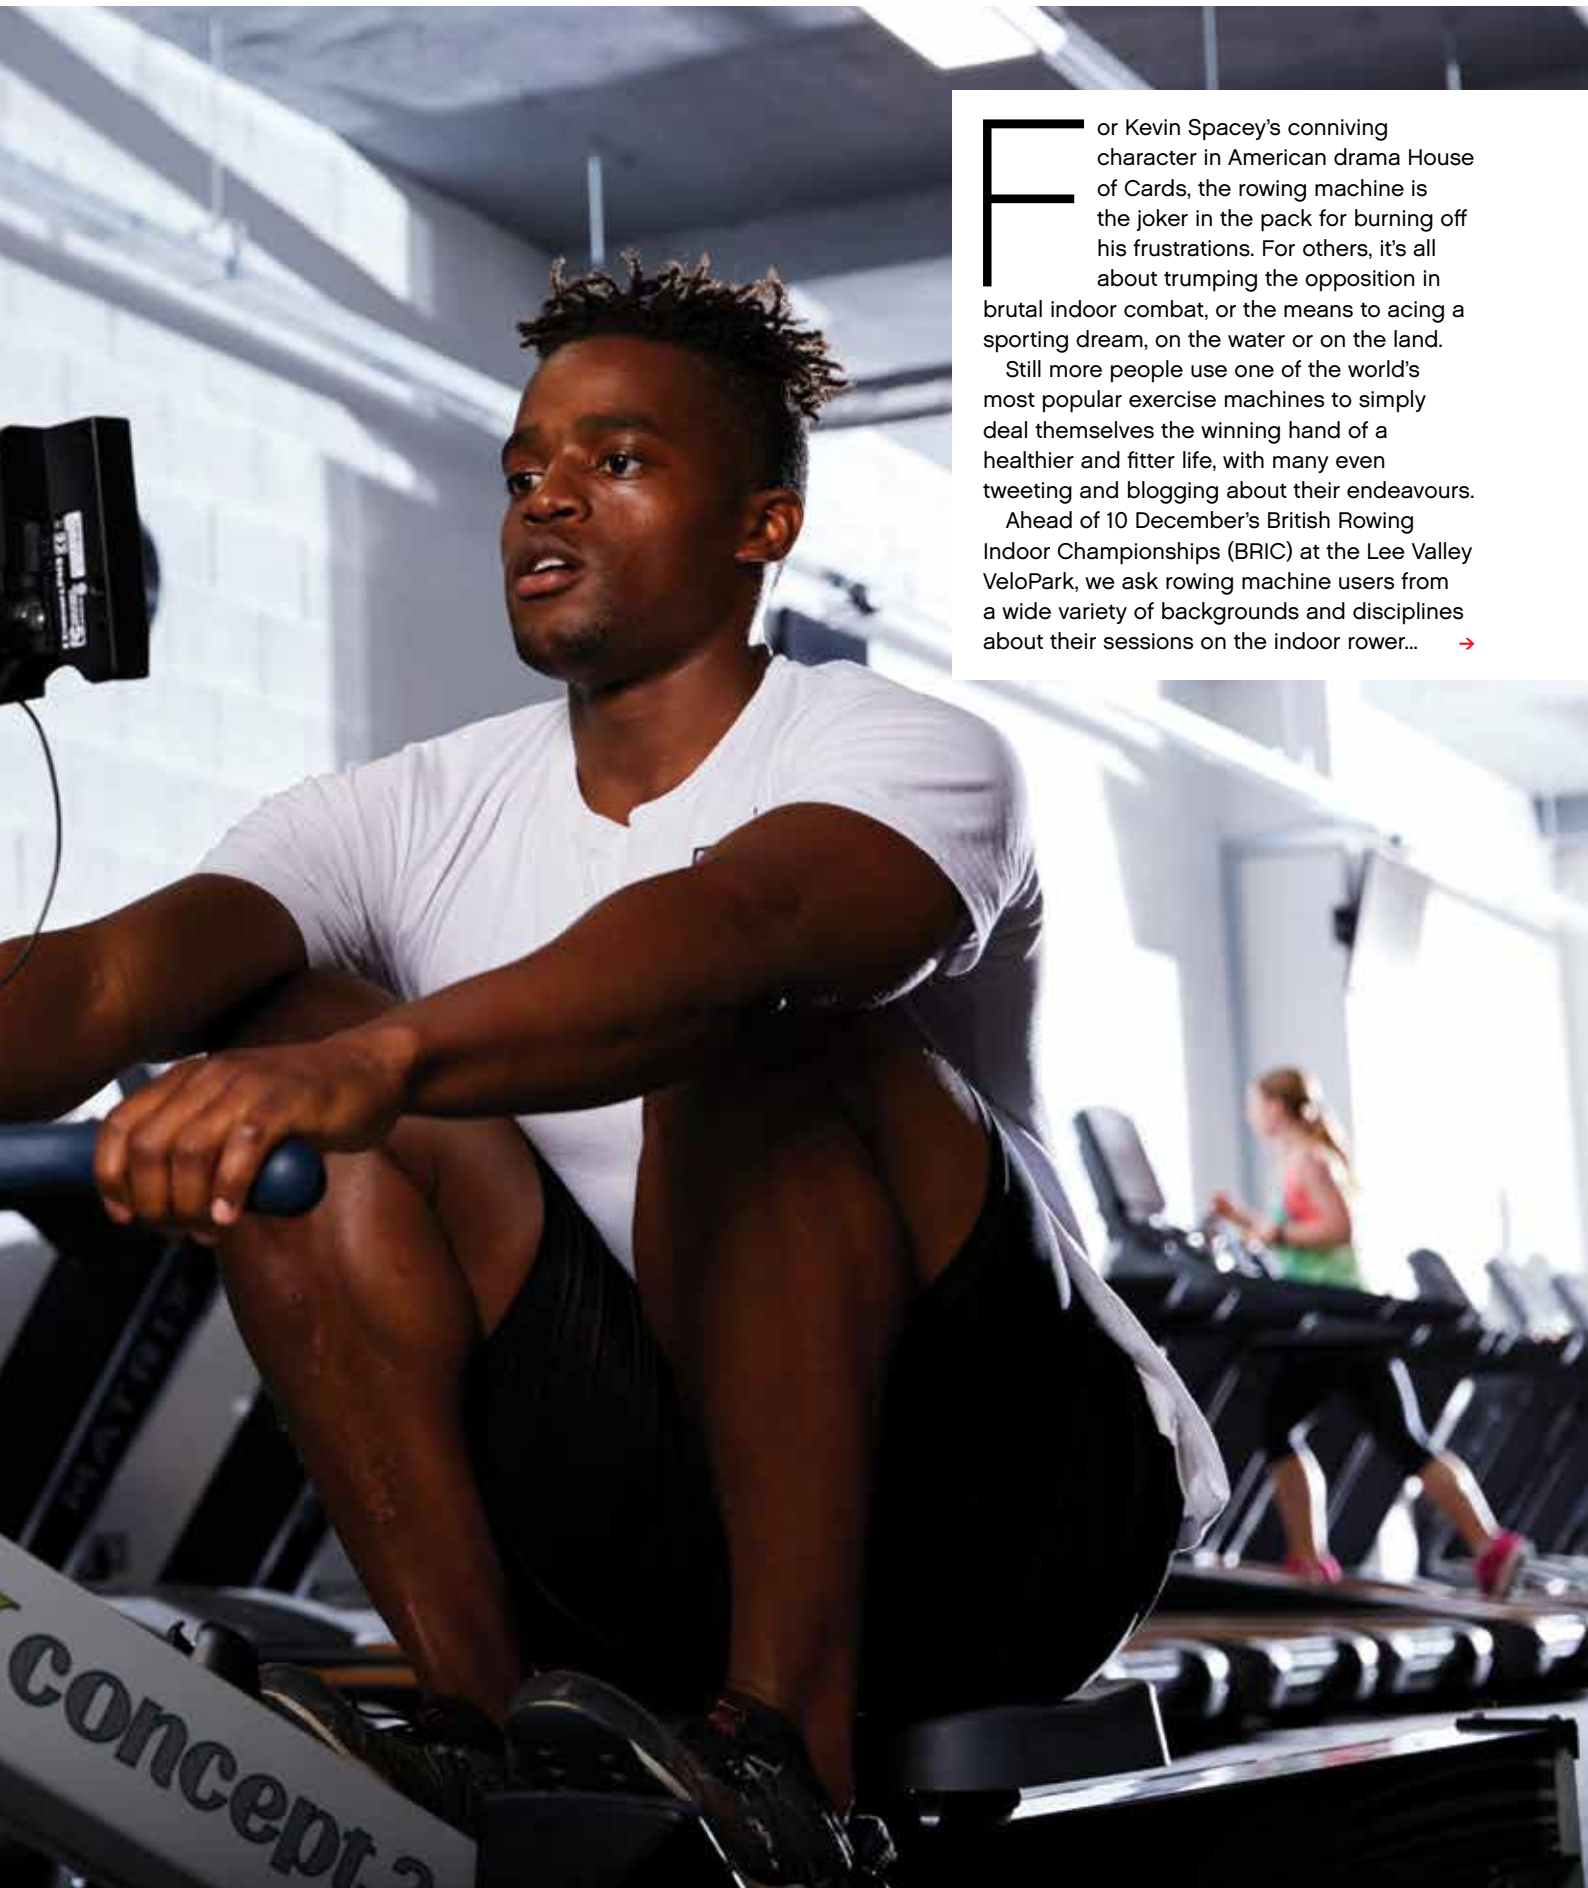 For Kevin Spacey’s conniving
character in American drama House
of Cards, the rowing machine is
the joker in the pack for burning off
his frustrations. For others, it’s all
about trumping the opposition in
brutal indoor combat, or the means to acing a
sporting dream, on the water or on the land.
Still more people use one of the world’s
most popular exercise machines to simply
deal themselves the winning hand of a
healthier and fitter life, with many even
tweeting and blogging about their endeavours.
Ahead of 10 December’s British Rowing
Indoor Championships (BRIC) at the Lee Valley
VeloPark, we ask rowing machine users from
a wide variety of backgrounds and disciplines
about their sessions on the indoor rower... →
MATRIX
concept 2